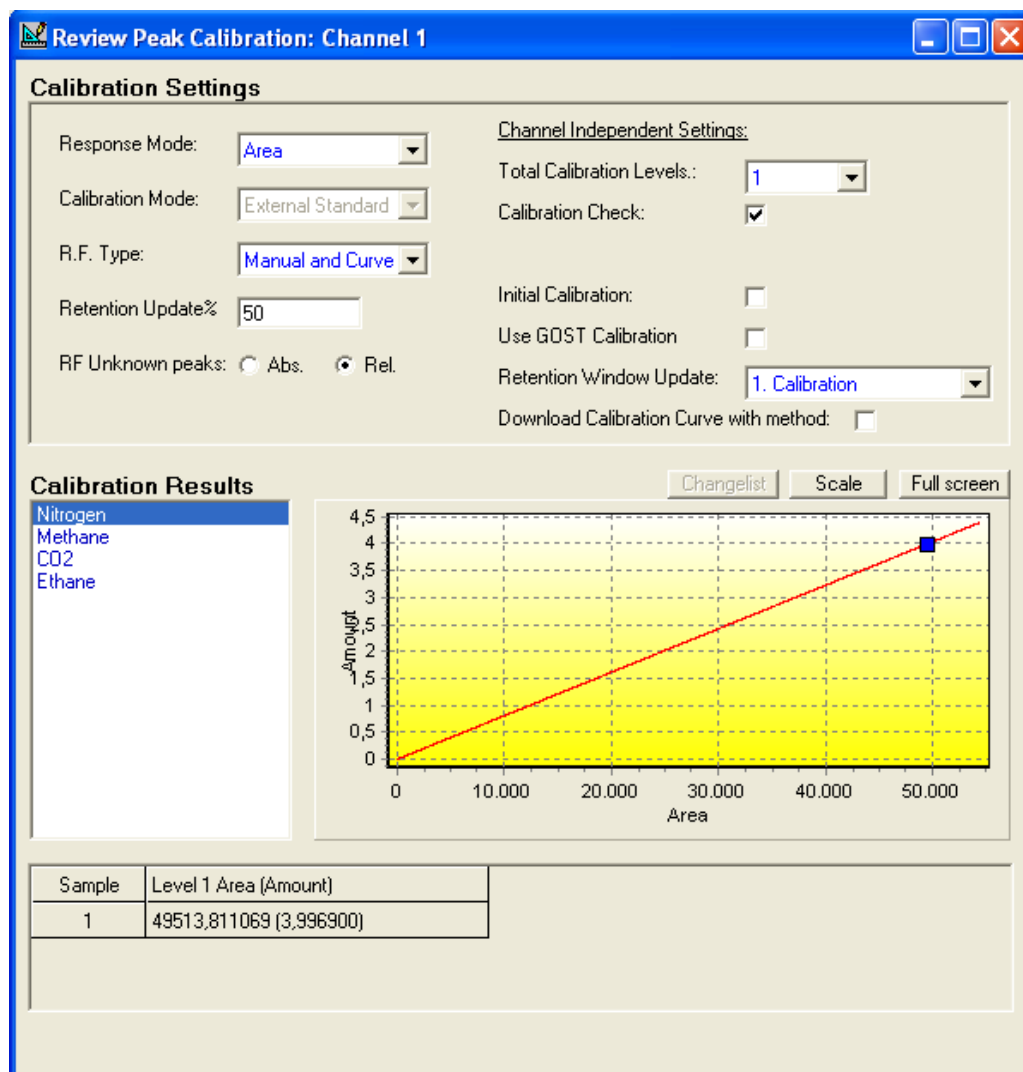 Review Peak Calibration: Channel 1
Calibration Settings
Response Mode: Area
Calibration Mode: External Standard
R.F. Type: Manual and Curve
Retention Update% 50
RF Unknown peaks: Abs. Rel.
Channel Independent Settings:
Total Calibration Levels.: 1
Calibration Check:
Initial Calibration:
Use GOST Calibration
Retention Window Update: 1. Calibration
Download Calibration Curve with method:
Calibration Results
Changelist Scale Full screen
Nitrogen
Methane
CO2
Ethane
Amount
4,5
4
3,5
3
2,5
2
1,5
1
0,5
0
0 10.000 20.000 30.000 40.000 50.000
Area
Sample Level 1 Area (Amount)
1 49513,811069 (3,996900)